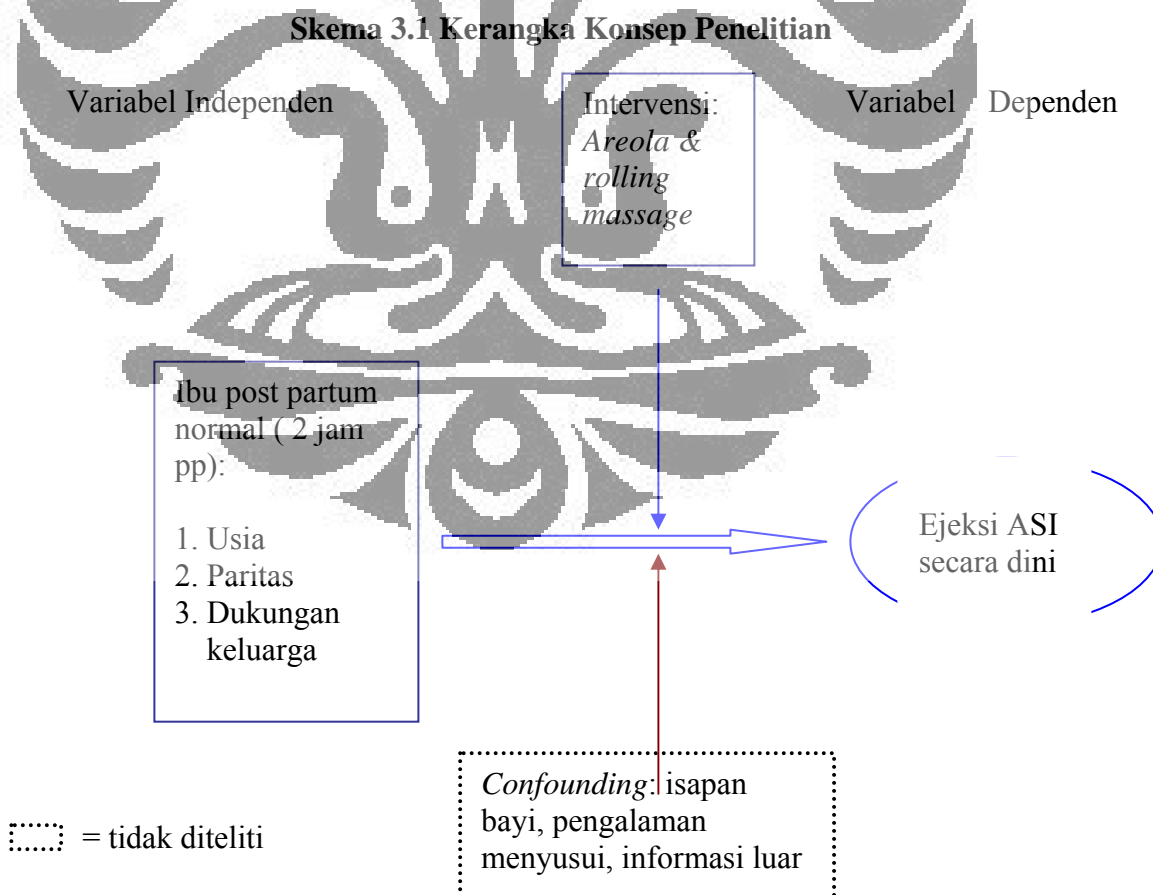 Skema 3.1 Kerangka Konsep Penelitian
Variabel Independen
Intervensi:
Areola &
rolling
massage
Variabel Dependen
Ibu post partum
normal ( 2 jam
pp):
1. Usia
2. Paritas
3. Dukungan
keluarga
Ejeksi ASI
secara dini
Confounding: isapan
bayi, pengalaman
menyusui, informasi luar
= tidak diteliti